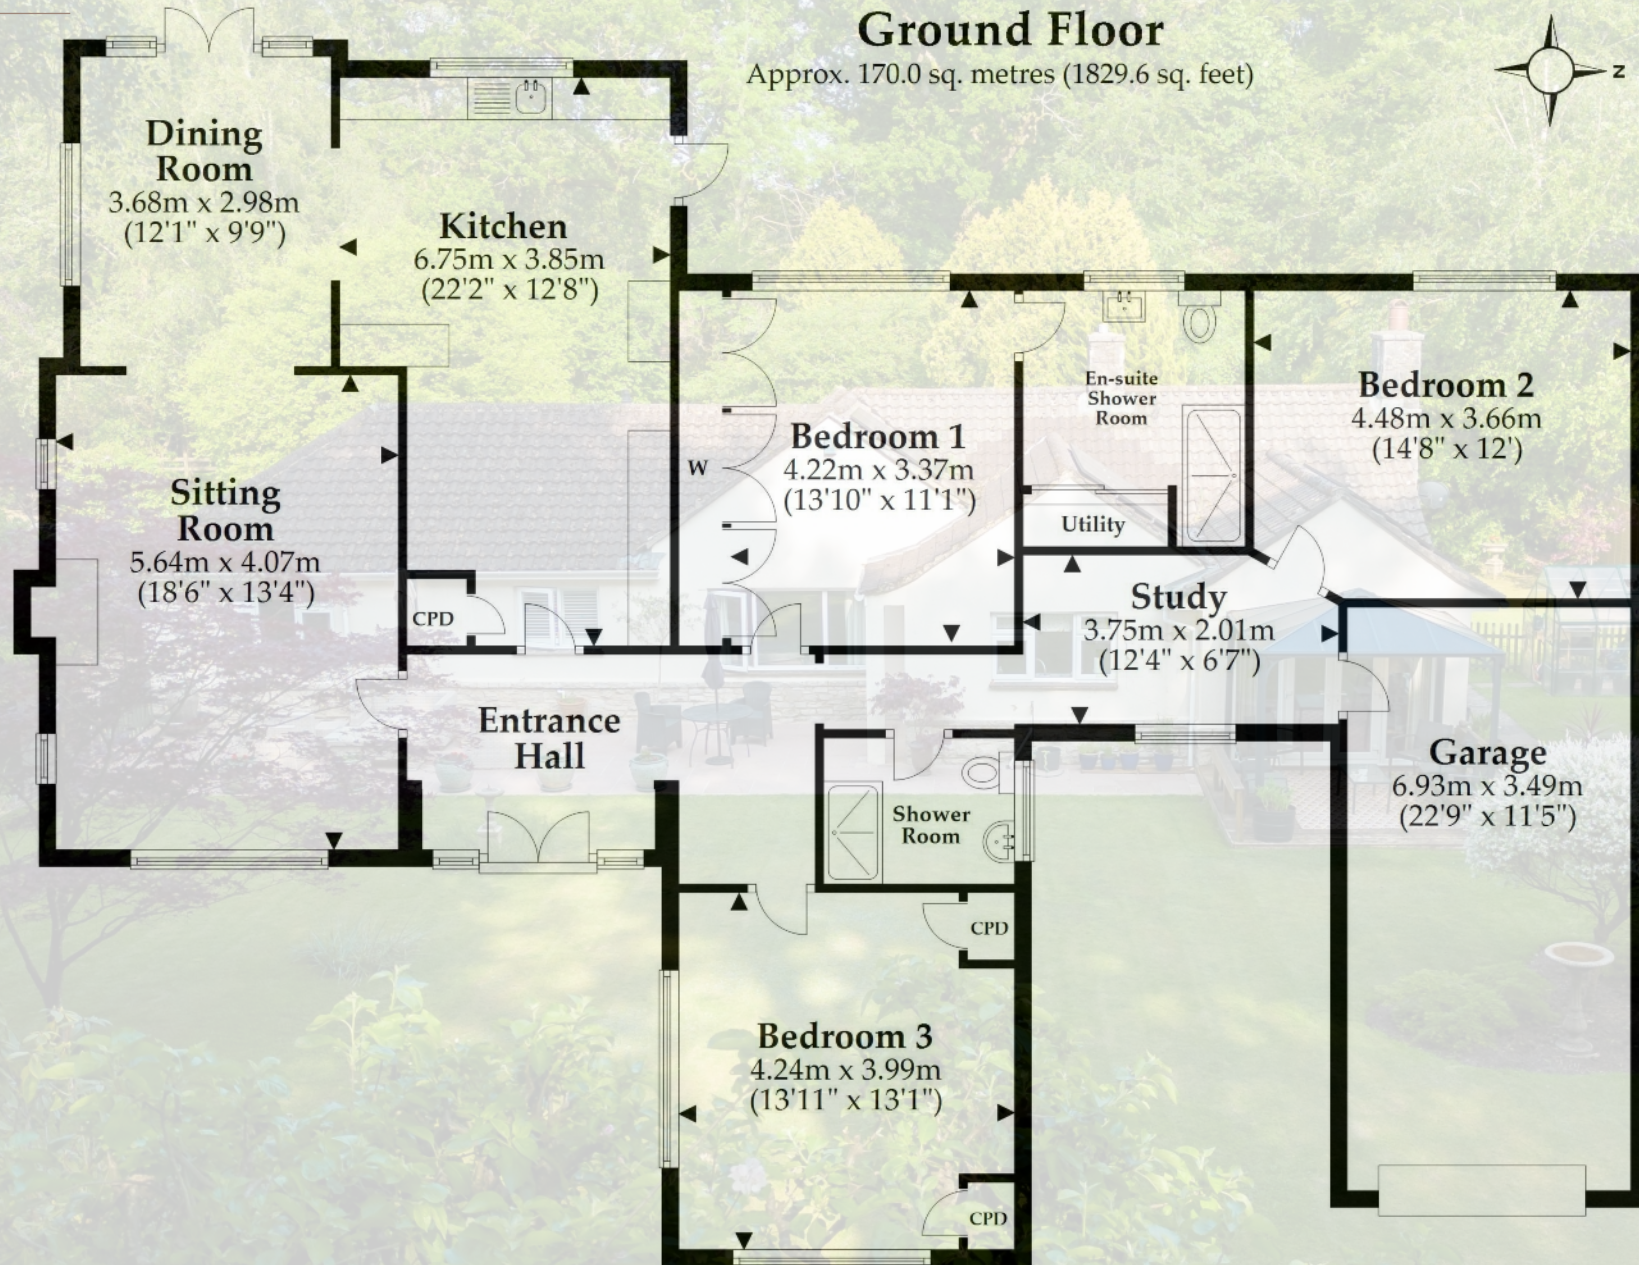 Ground Floor
Approx. 170.0 sq. metres (1829.6 sq. feet)
N
Dining
Room
3.68m x 2.98m
(12'1" x 9'9")
Kitchen
6.75m x 3.85m
(22'2" x 12'8")
Sitting
Room
5.64m x 4.07m
(18'6" x 13'4")
CPD
W
Bedroom 1
4.22m x 3.37m
(13'10" x 11'1")
En-suite
Shower
Room
Utility
Bedroom 2
4.48m x 3.66m
(14'8" x 12')
Study
3.75m x 2.01m
(12'4" x 6'7")
Entrance
Hall
Shower
Room
Garage
6.93m x 3.49m
(22'9" x 11'5")
CPD
Bedroom 3
4.24m x 3.99m
(13'11" x 13'1")
CPD